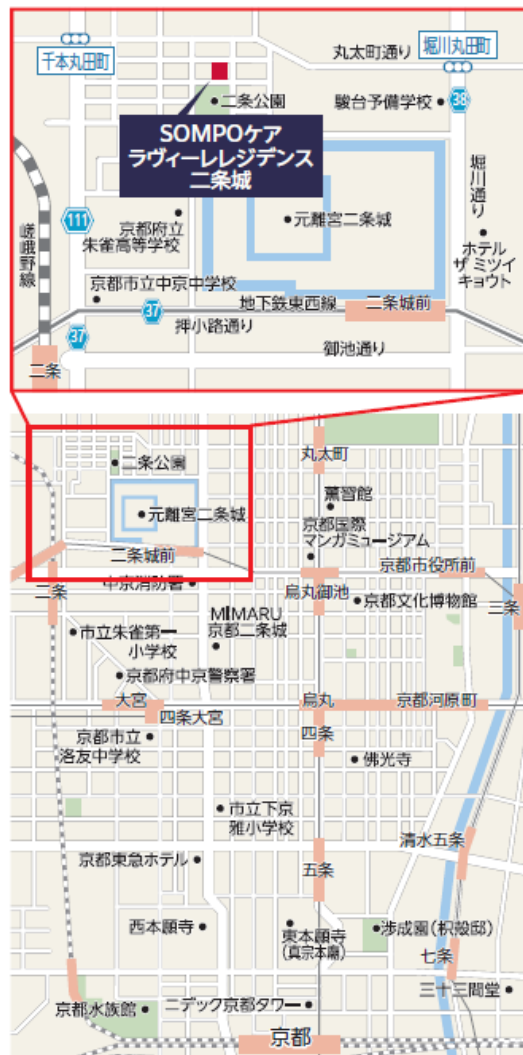 丸太町通り
堀川丸田町
千本丸田町
二条公園
駿台予備学校
38
SOMPOケア
ラヴィーレレジデンス
二条城
堀川通り
111
京都府立
朱雀高等学校
元離宮二条城
嵯峨野線
ホテル
ザ ミツイ
キョウト
京都市立中京中学校
地下鉄東西線
二条城前
37
押小路通り
37
御池通り
二条
二条公園
丸太町
薫習館
元離宮二条城
京都国際
マンガミュージアム
二条城前
京都市役所前
二条
中京消防署
烏丸御池
京都文化博物館
三条
MIMARU
京都二条城
市立朱雀第一
小学校
京都府中京警察署
大宮
烏丸
京都河原町
四条大宮
四条
京都市立
洛友中学校
佛光寺
市立下京
雅小学校
清水五条
京都東急ホテル
五条
西本願寺
東本願寺
(真宗本廟)
渉成園(枳殻邸)
七条
三十三間堂
京都水族館
ニデック京都タワー
京都